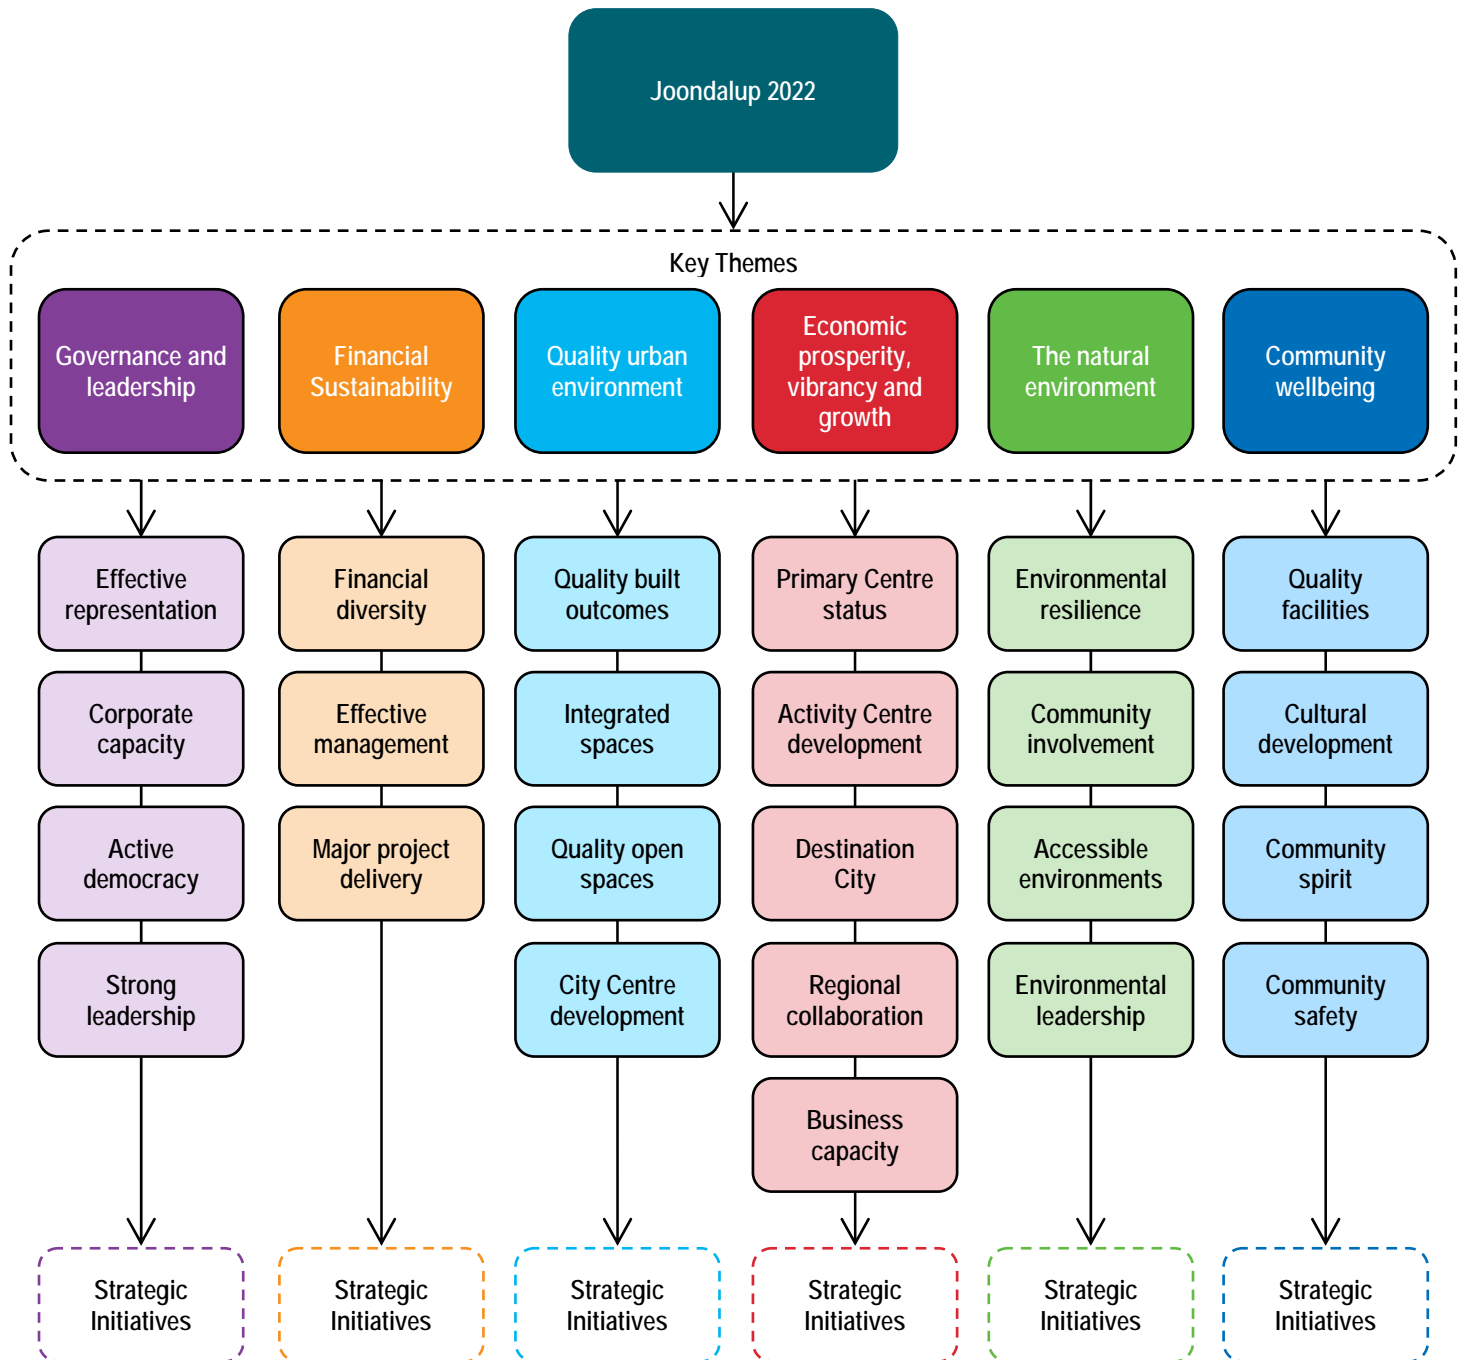 Joondalup 2022
Key Themes
Governance and
leadership
Financial
Sustainability
Quality urban
environment
Economic
prosperity,
vibrancy and
growth
The natural
environment
Community
wellbeing
Effective
representation
Financial
diversity
Quality built
outcomes
Primary Centre
status
Environmental
resilience
Quality
facilities
Corporate
capacity
Effective
management
Integrated
spaces
Activity Centre
development
Community
involvement
Cultural
development
Active
democracy
Major project
delivery
Quality open
spaces
Destination
City
Accessible
environments
Community
spirit
Strong
leadership
City Centre
development
Regional
collaboration
Environmental
leadership
Community
safety
Business
capacity
Strategic
Initiatives
Strategic
Initiatives
Strategic
Initiatives
Strategic
Initiatives
Strategic
Initiatives
Strategic
Initiatives